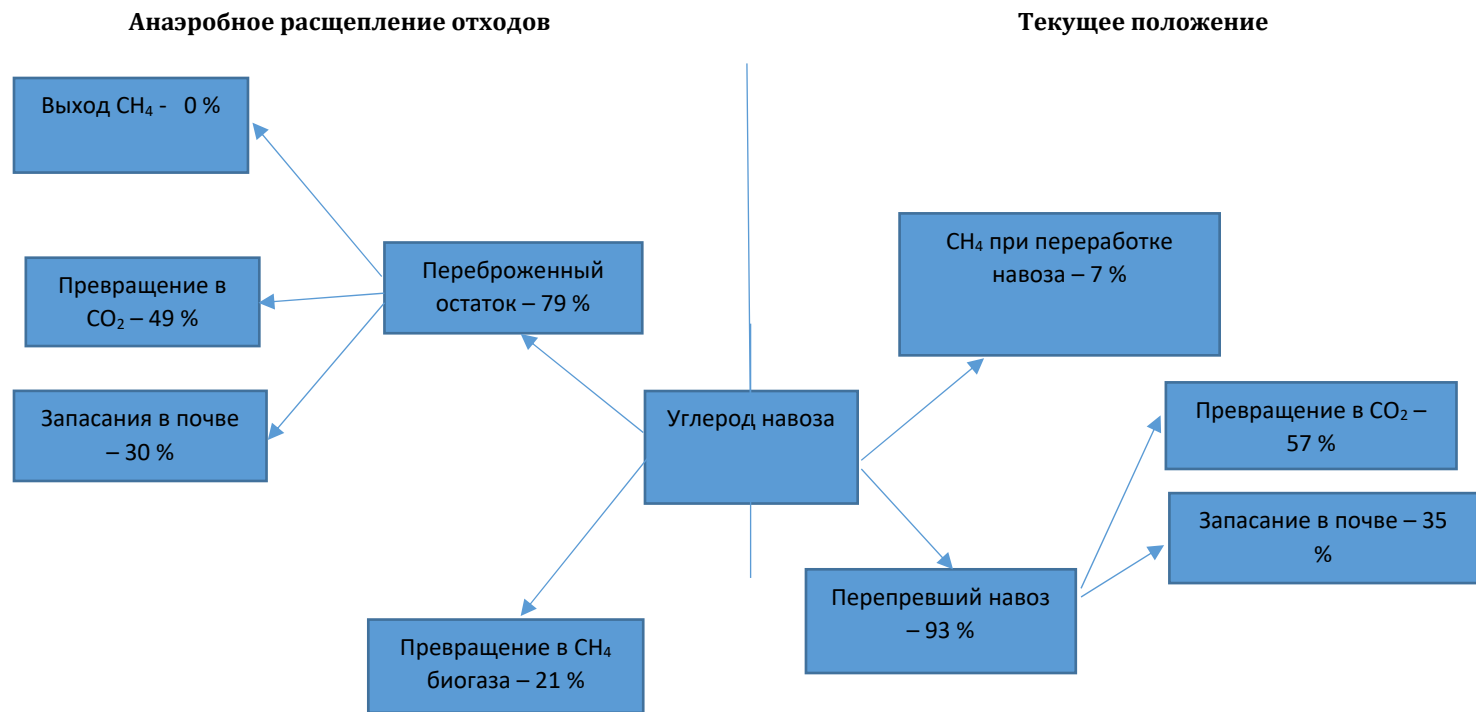 Анаэробное расщепление отходов
Текущее положение
Выход CH₄ - 0 %
Превращение в
CO₂ – 49 %
Запасания в почве
– 30 %
Переброженный
остаток – 79 %
Превращение в CH₄
биогаза – 21 %
Углерод навоза
CH₄ при переработке
навоза – 7 %
Перепревший навоз
– 93 %
Превращение в CO₂ –
57 %
Запасание в почве – 35
%